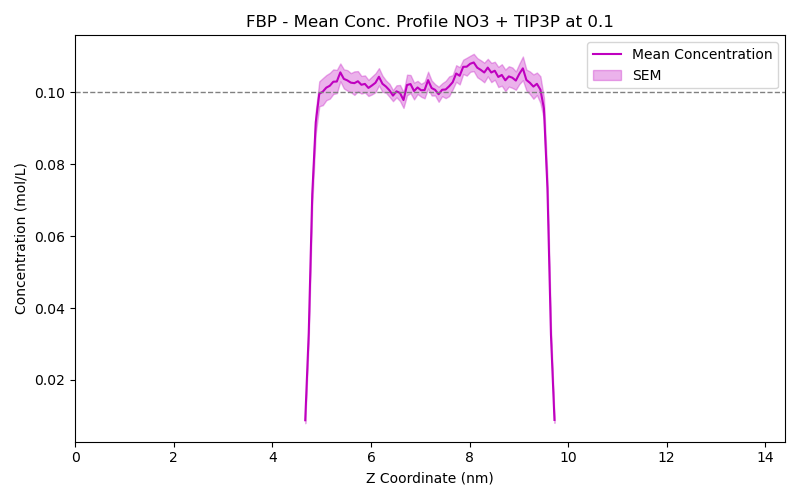 FBP - Mean Conc. Profile NO3 + TIP3P at 0.1
Mean Concentration
SEM
Concentration (mol/L)
0.10
0.08
0.06
0.04
0.02
0 2 4 6 8 10 12 14
Z Coordinate (nm)